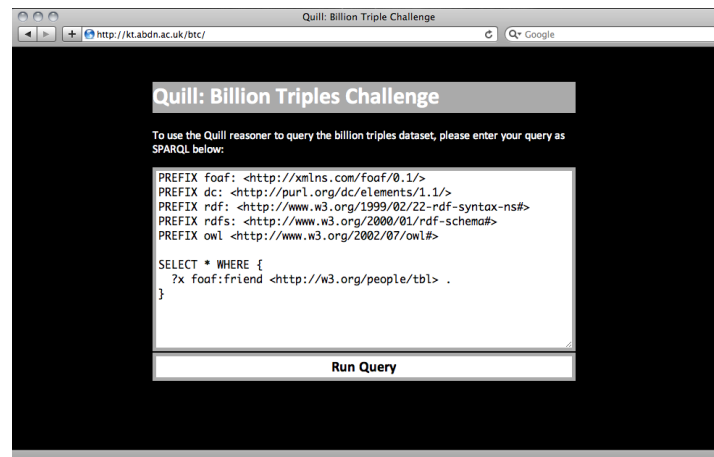 Quill: Billion Triple Challenge
http://kt.abdn.ac.uk/btc/
Google
Quill: Billion Triples Challenge
To use the Quill reasoner to query the billion triples dataset, please enter your query as
SPARQL below:
PREFIX foaf: <http://xmlns.com/foaf/0.1/>
PREFIX dc: <http://purl.org/dc/elements/1.1/>
PREFIX rdf: <http://www.w3.org/1999/02/22-rdf-syntax-ns#>
PREFIX rdfs: <http://www.w3.org/2000/01/rdf-schema#>
PREFIX owl <http://www.w3.org/2002/07/owl#>
SELECT * WHERE {
?x foaf:friend <http://w3.org/people/tbl> .
}
Run Query